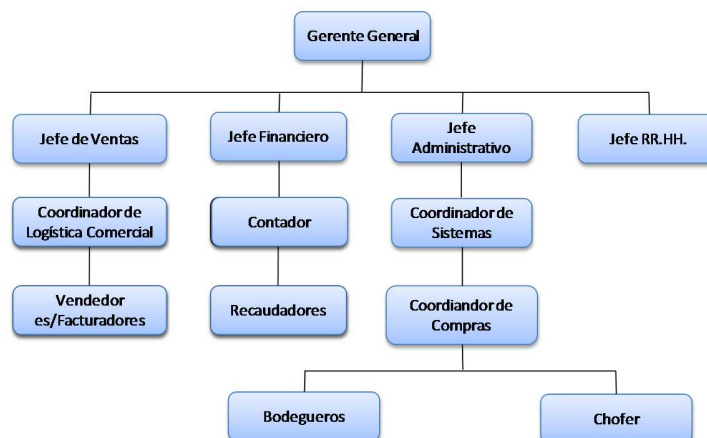 Gerente General
Jefe de Ventas
Jefe Financiero
Jefe
Administrativo
Jefe RR.HH.
Coordinador de
Logística Comercial
Contador
Coordinador de
Sistemas
Vendedor
es/Facturadores
Recaudadores
Coordiandor de
Compras
Bodegueros
Chofer